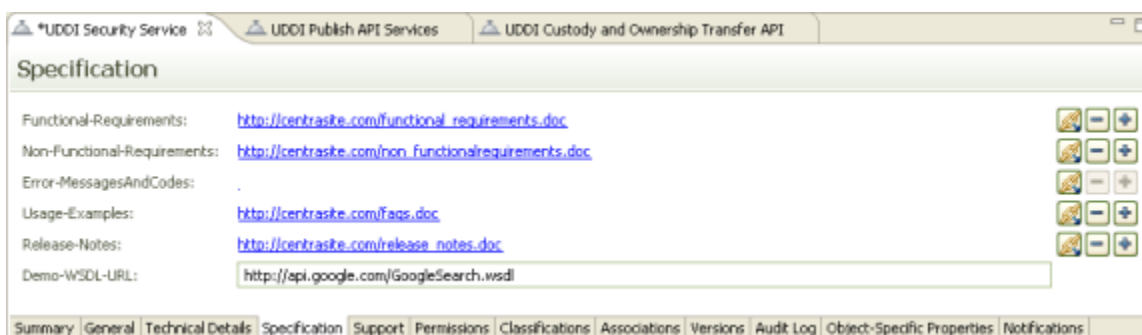 *UDDI Security Service UDDI Publish API Services UDDI Custody and Ownership Transfer API
Specification
Functional-Requirements: http://centrasite.com/functional_requirements.doc
Non-Functional-Requirements: http://centrasite.com/non_functionalrequirements.doc
Error-MessagesAndCodes: .
Usage-Examples: http://centrasite.com/faqs.doc
Release-Notes: http://centrasite.com/release_notes.doc
Demo-WSDL-URL: http://api.google.com/GoogleSearch.wsdl
Summary General Technical Details Specification Support Permissions Classifications Associations Versions Audit Log Object-Specific Properties Notifications